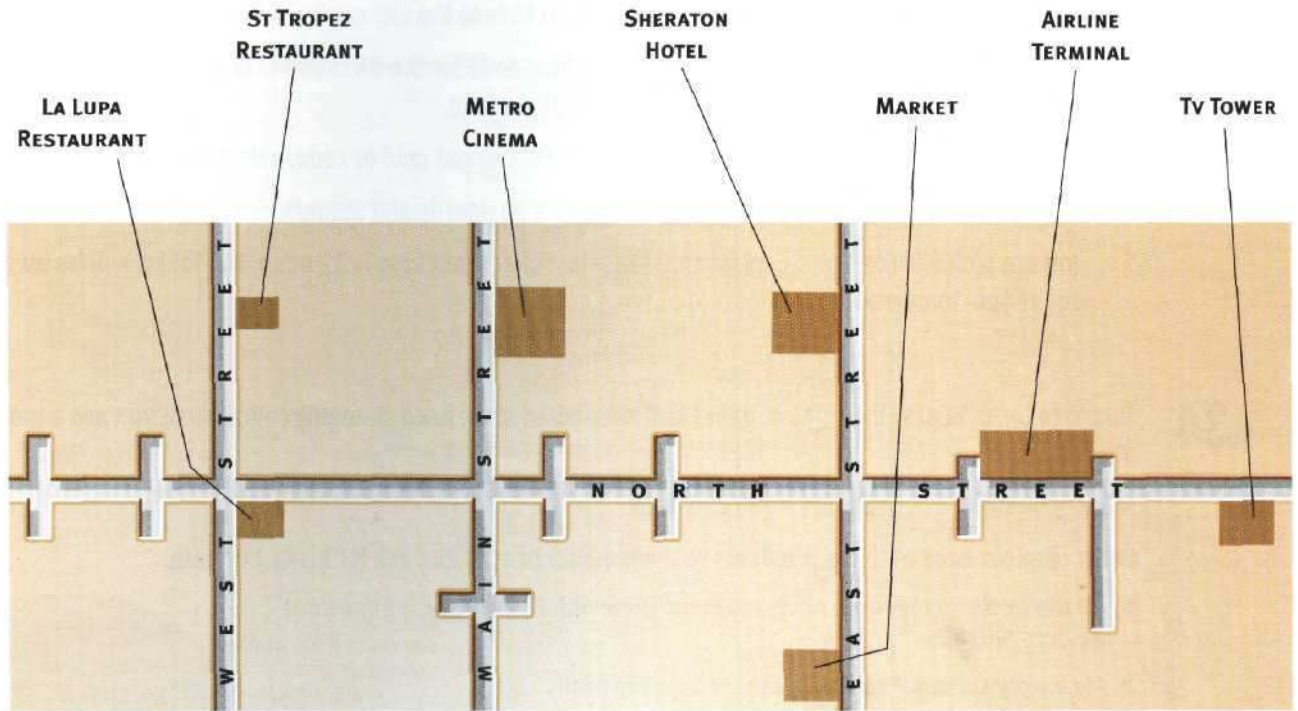 ST TROPEZ
RESTAURANT
SHERATON
HOTEL
AIRLINE
TERMINAL
LA LUPA
RESTAURANT
METRO
CINEMA
MARKET
TV TOWER
WEST STREET
MAIN STREET
EAST STREET
NORTH STREET